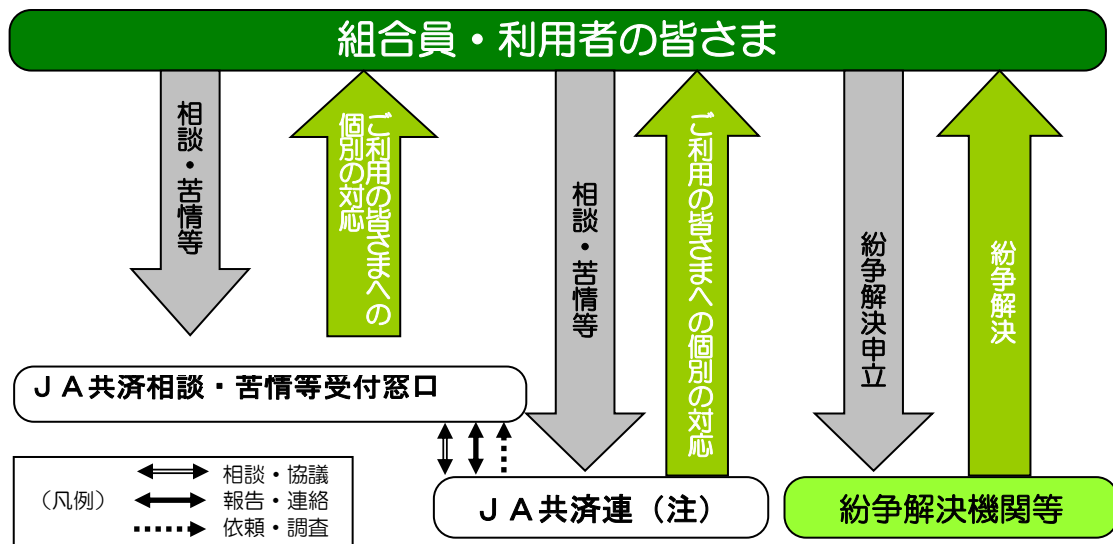 組合員・利用者の皆さま
相談・苦情等
ご利用の皆さまへの
個別の対応
相談・苦情等
ご利用の皆さまへの個別の対応
紛争解決申立
紛争解決
ＪＡ共済相談・苦情等受付窓口
（凡例）
相談・協議
報告・連絡
依頼・調査
ＪＡ共済連（注）
紛争解決機関等